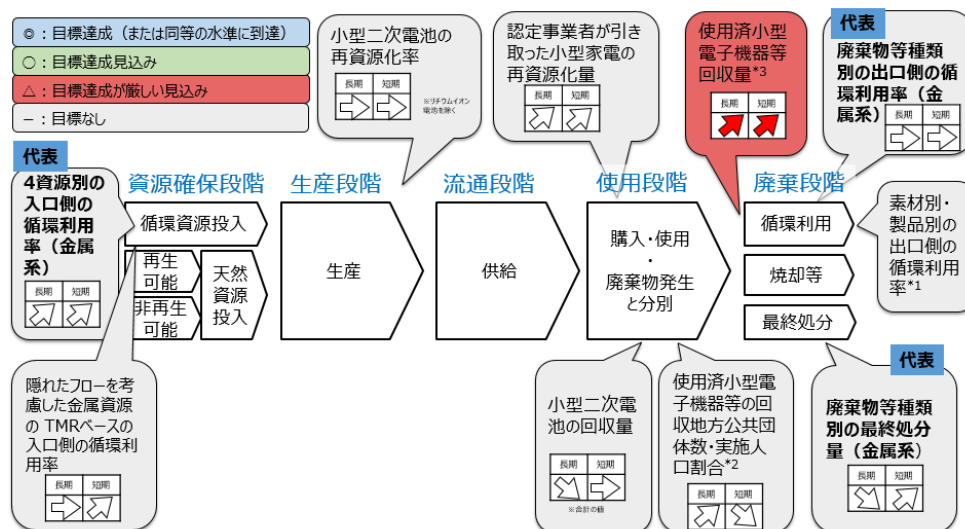 ◎：目標達成（または同等の水準に到達）
○：目標達成見込み
△：目標達成が厳しい見込み
－：目標なし
小型二次電池の
再資源化率
長期 短期
※リチウムイオン
電池を除く
認定事業者が引き
取った小型家電の
再資源化量
長期 短期
使用済小型
電子機器等
回収量*3
長期 短期
代表
廃棄物等種類
別の出口側の循
環利用率（金
属系）
長期 短期
代表
4資源別の
入口側の
循環利用
率（金属
系）
長期 短期
資源確保段階
生産段階
流通段階
使用段階
廃棄段階
循環資源投入
再生
可能
非再生
可能
天然
資源
投入
生産
供給
購入・使用
・
廃棄物発生
と分別
循環利用
焼却等
最終処分
素材別・
製品別の
出口側の
循環利用
率*1
隠れたフローを考
慮した金属資源
の TMRベースの
入口側の循環利
用率
長期 短期
小型二次電
池の回収量
長期 短期
※合計の値
使用済小型電
子機器等の回
収地方公共団
体数・実施人
口割合*2
長期 短期
代表
廃棄物等種類
別の最終処分
量（金属系）
長期 短期